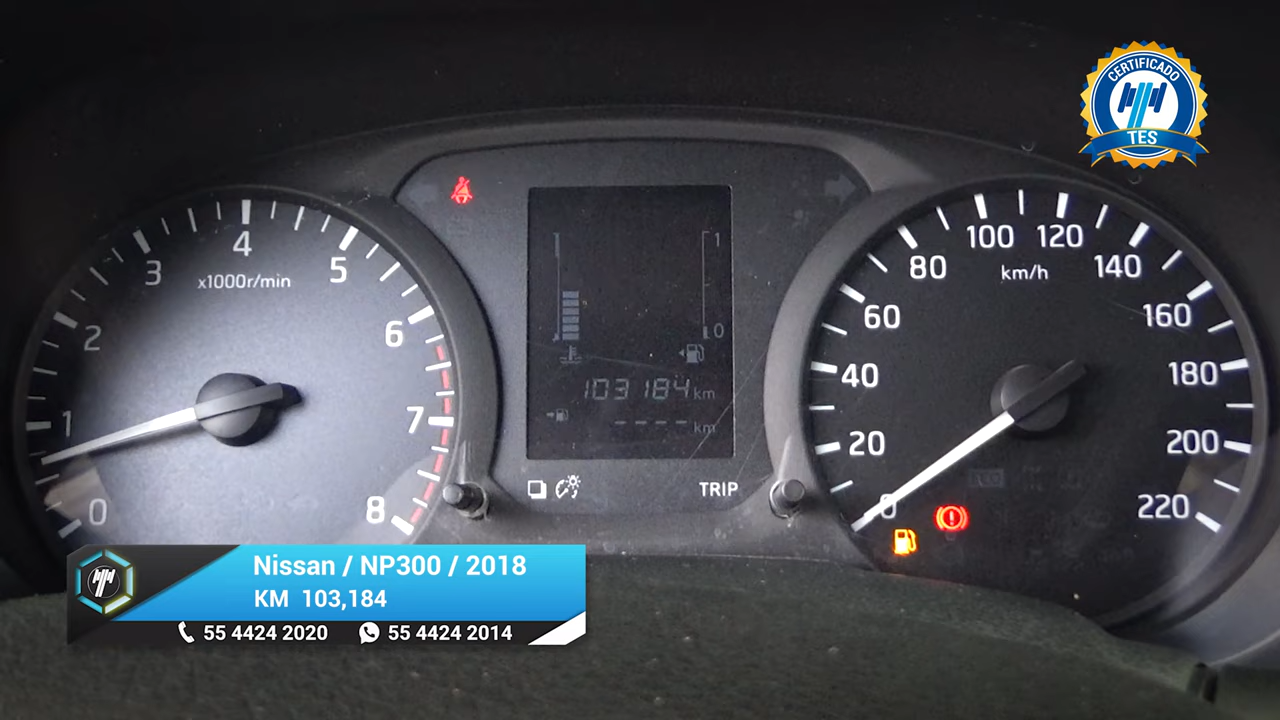 CERTIFICADO
TES
0
1
2
3
4
5
6
7
8
x1000r/min
1
0
103184 km
---- km
TRIP
0
20
40
60
80
100
120
140
160
180
200
220
km/h
Nissan / NP300 / 2018
KM 103,184
55 4424 2020 55 4424 2014